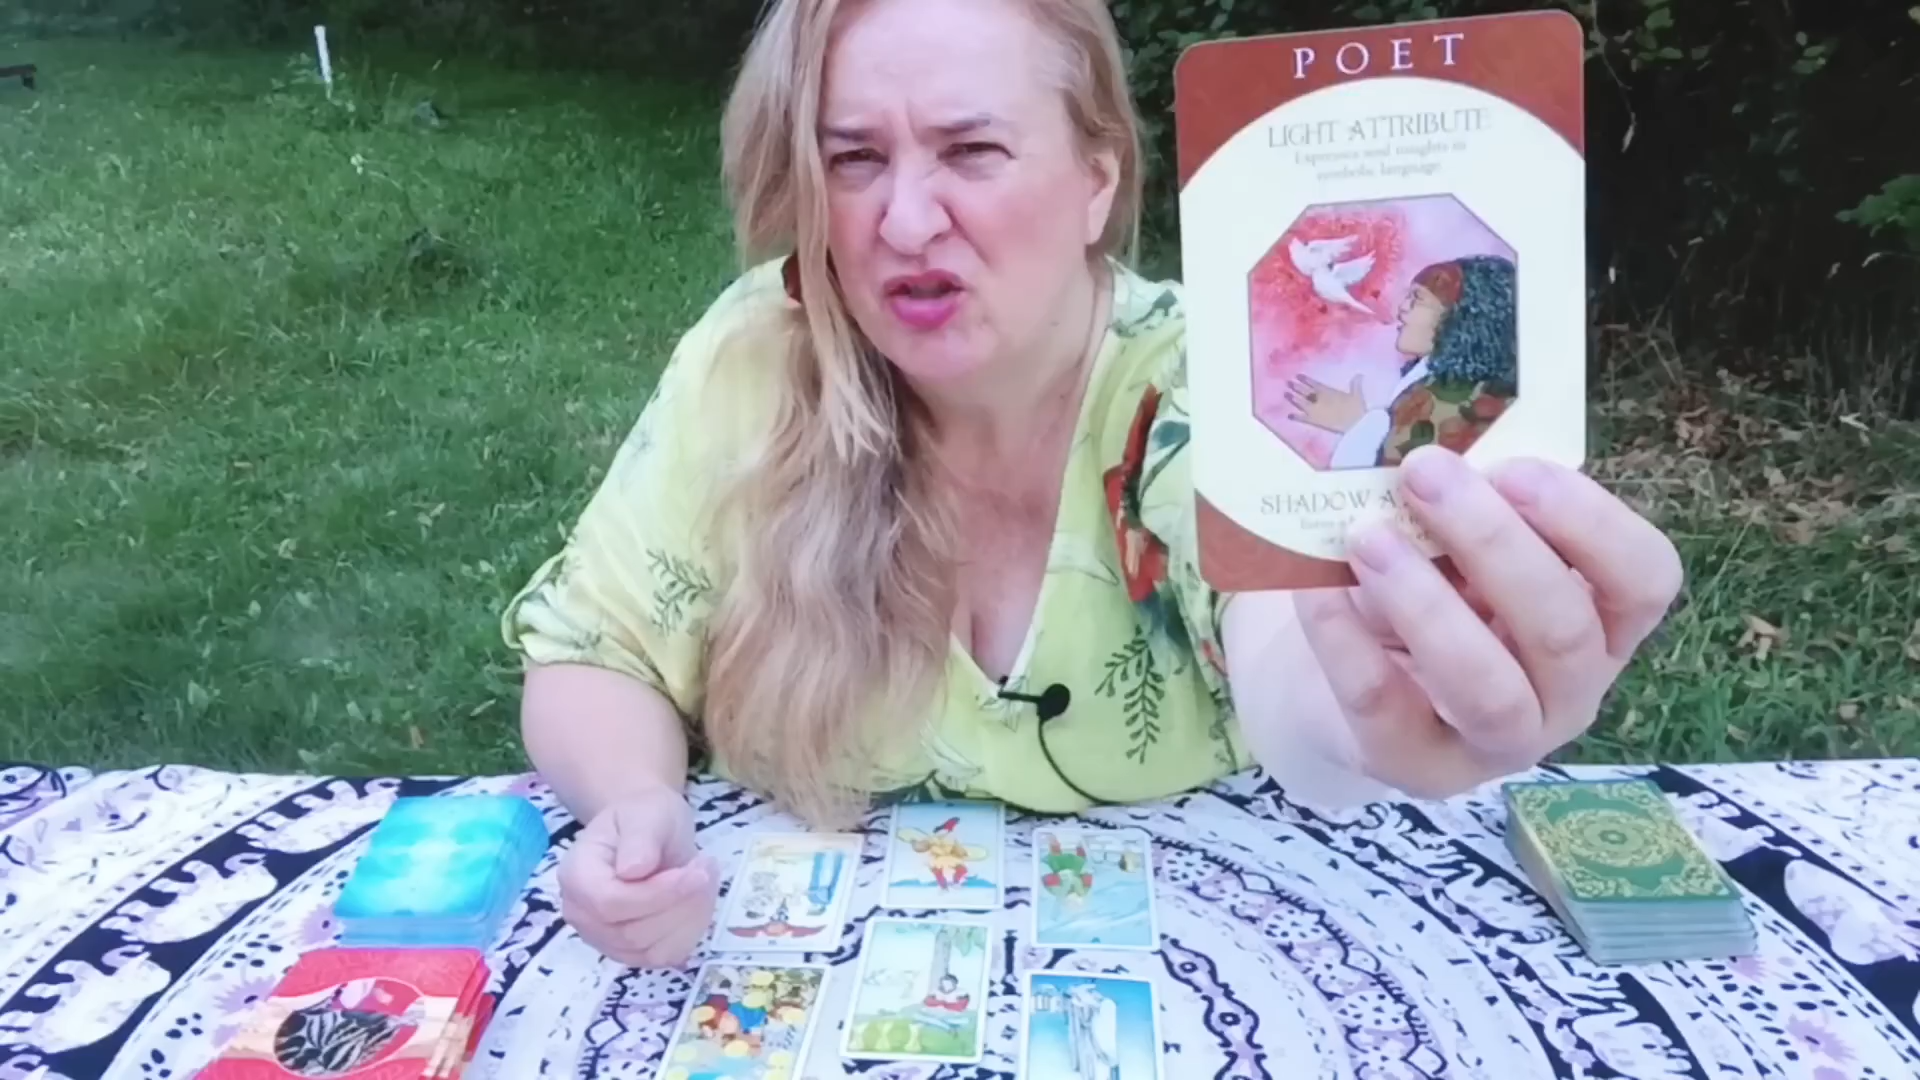 POET
LIGHT ATTRIBUTE
Expresses soul insights in
symbolic language.
SHADOW A